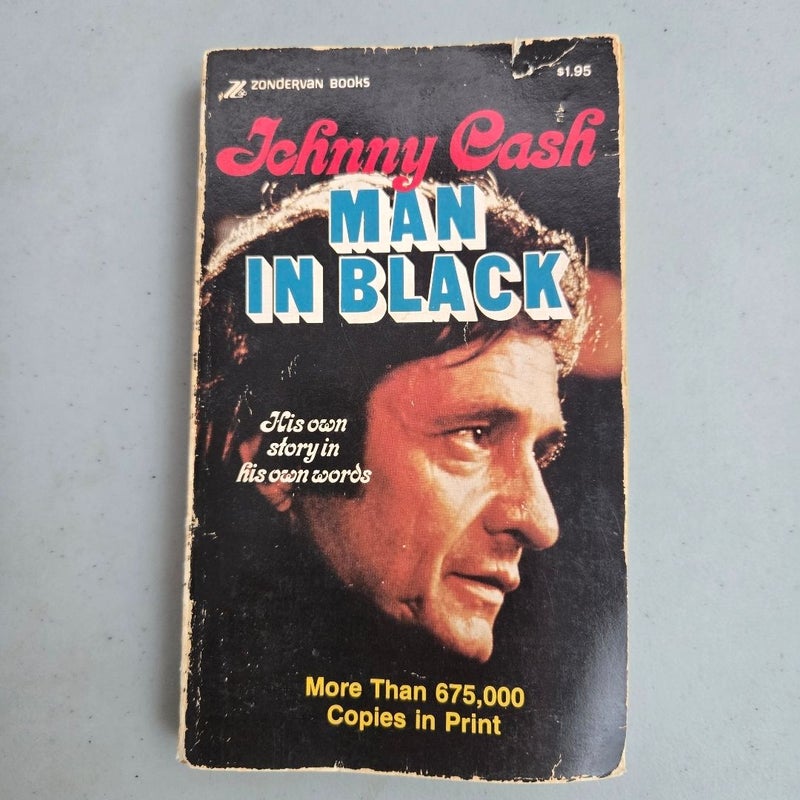 ZONDERVAN BOOKS
$1.95
Johnny Cash
MAN
IN BLACK
His own
story in
his own words
More Than 675,000
Copies in Print